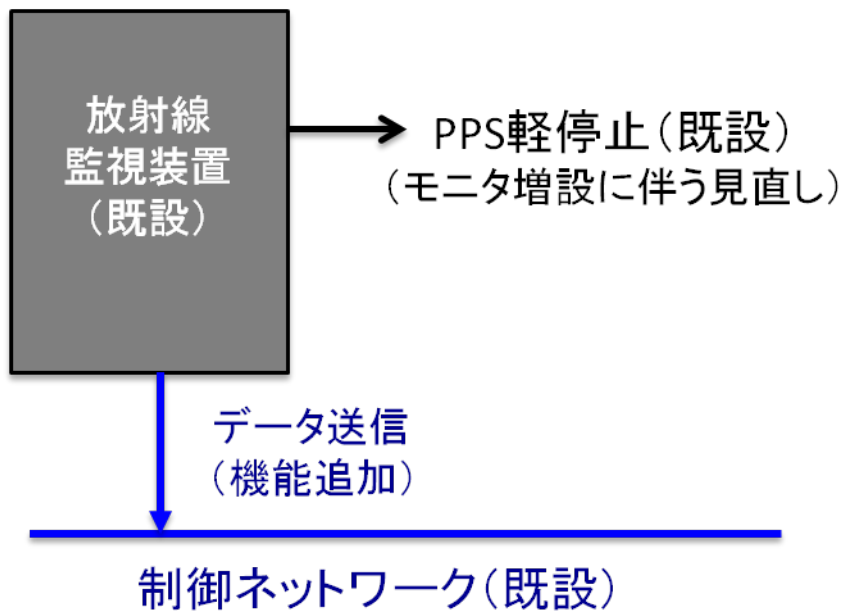 放射線
監視装置
（既設）
PPS軽停止（既設）
（モニタ増設に伴う見直し）
データ送信
（機能追加）
制御ネットワーク（既設）